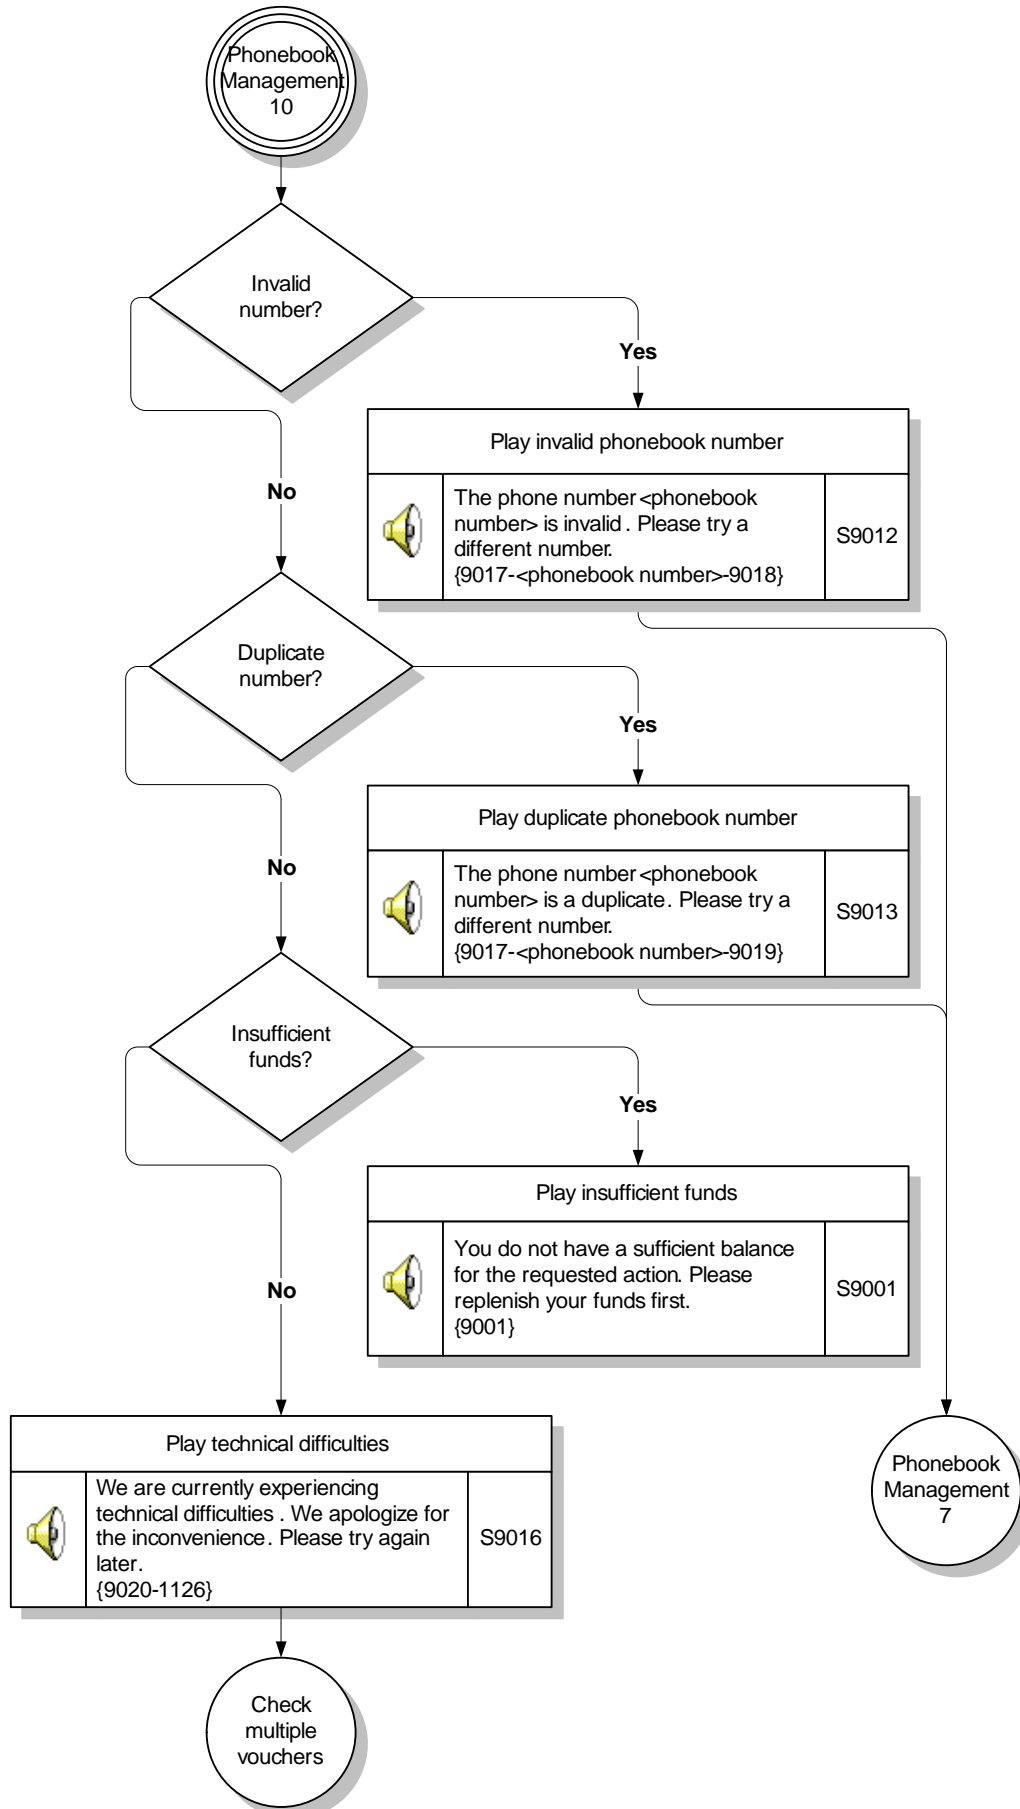 Phonebook
Management
10
Invalid
number?
Yes
No
Play invalid phonebook number
The phone number <phonebook
number> is invalid. Please try a
different number.
{9017-<phonebook number>-9018}
S9012
Duplicate
number?
Yes
No
Play duplicate phonebook number
The phone number <phonebook
number> is a duplicate. Please try a
different number.
{9017-<phonebook number>-9019}
S9013
Insufficient
funds?
Yes
No
Play insufficient funds
You do not have a sufficient balance
for the requested action. Please
replenish your funds first.
{9001}
S9001
Play technical difficulties
We are currently experiencing
technical difficulties. We apologize for
the inconvenience. Please try again
later.
{9020-1126}
S9016
Phonebook
Management
7
Check
multiple
vouchers